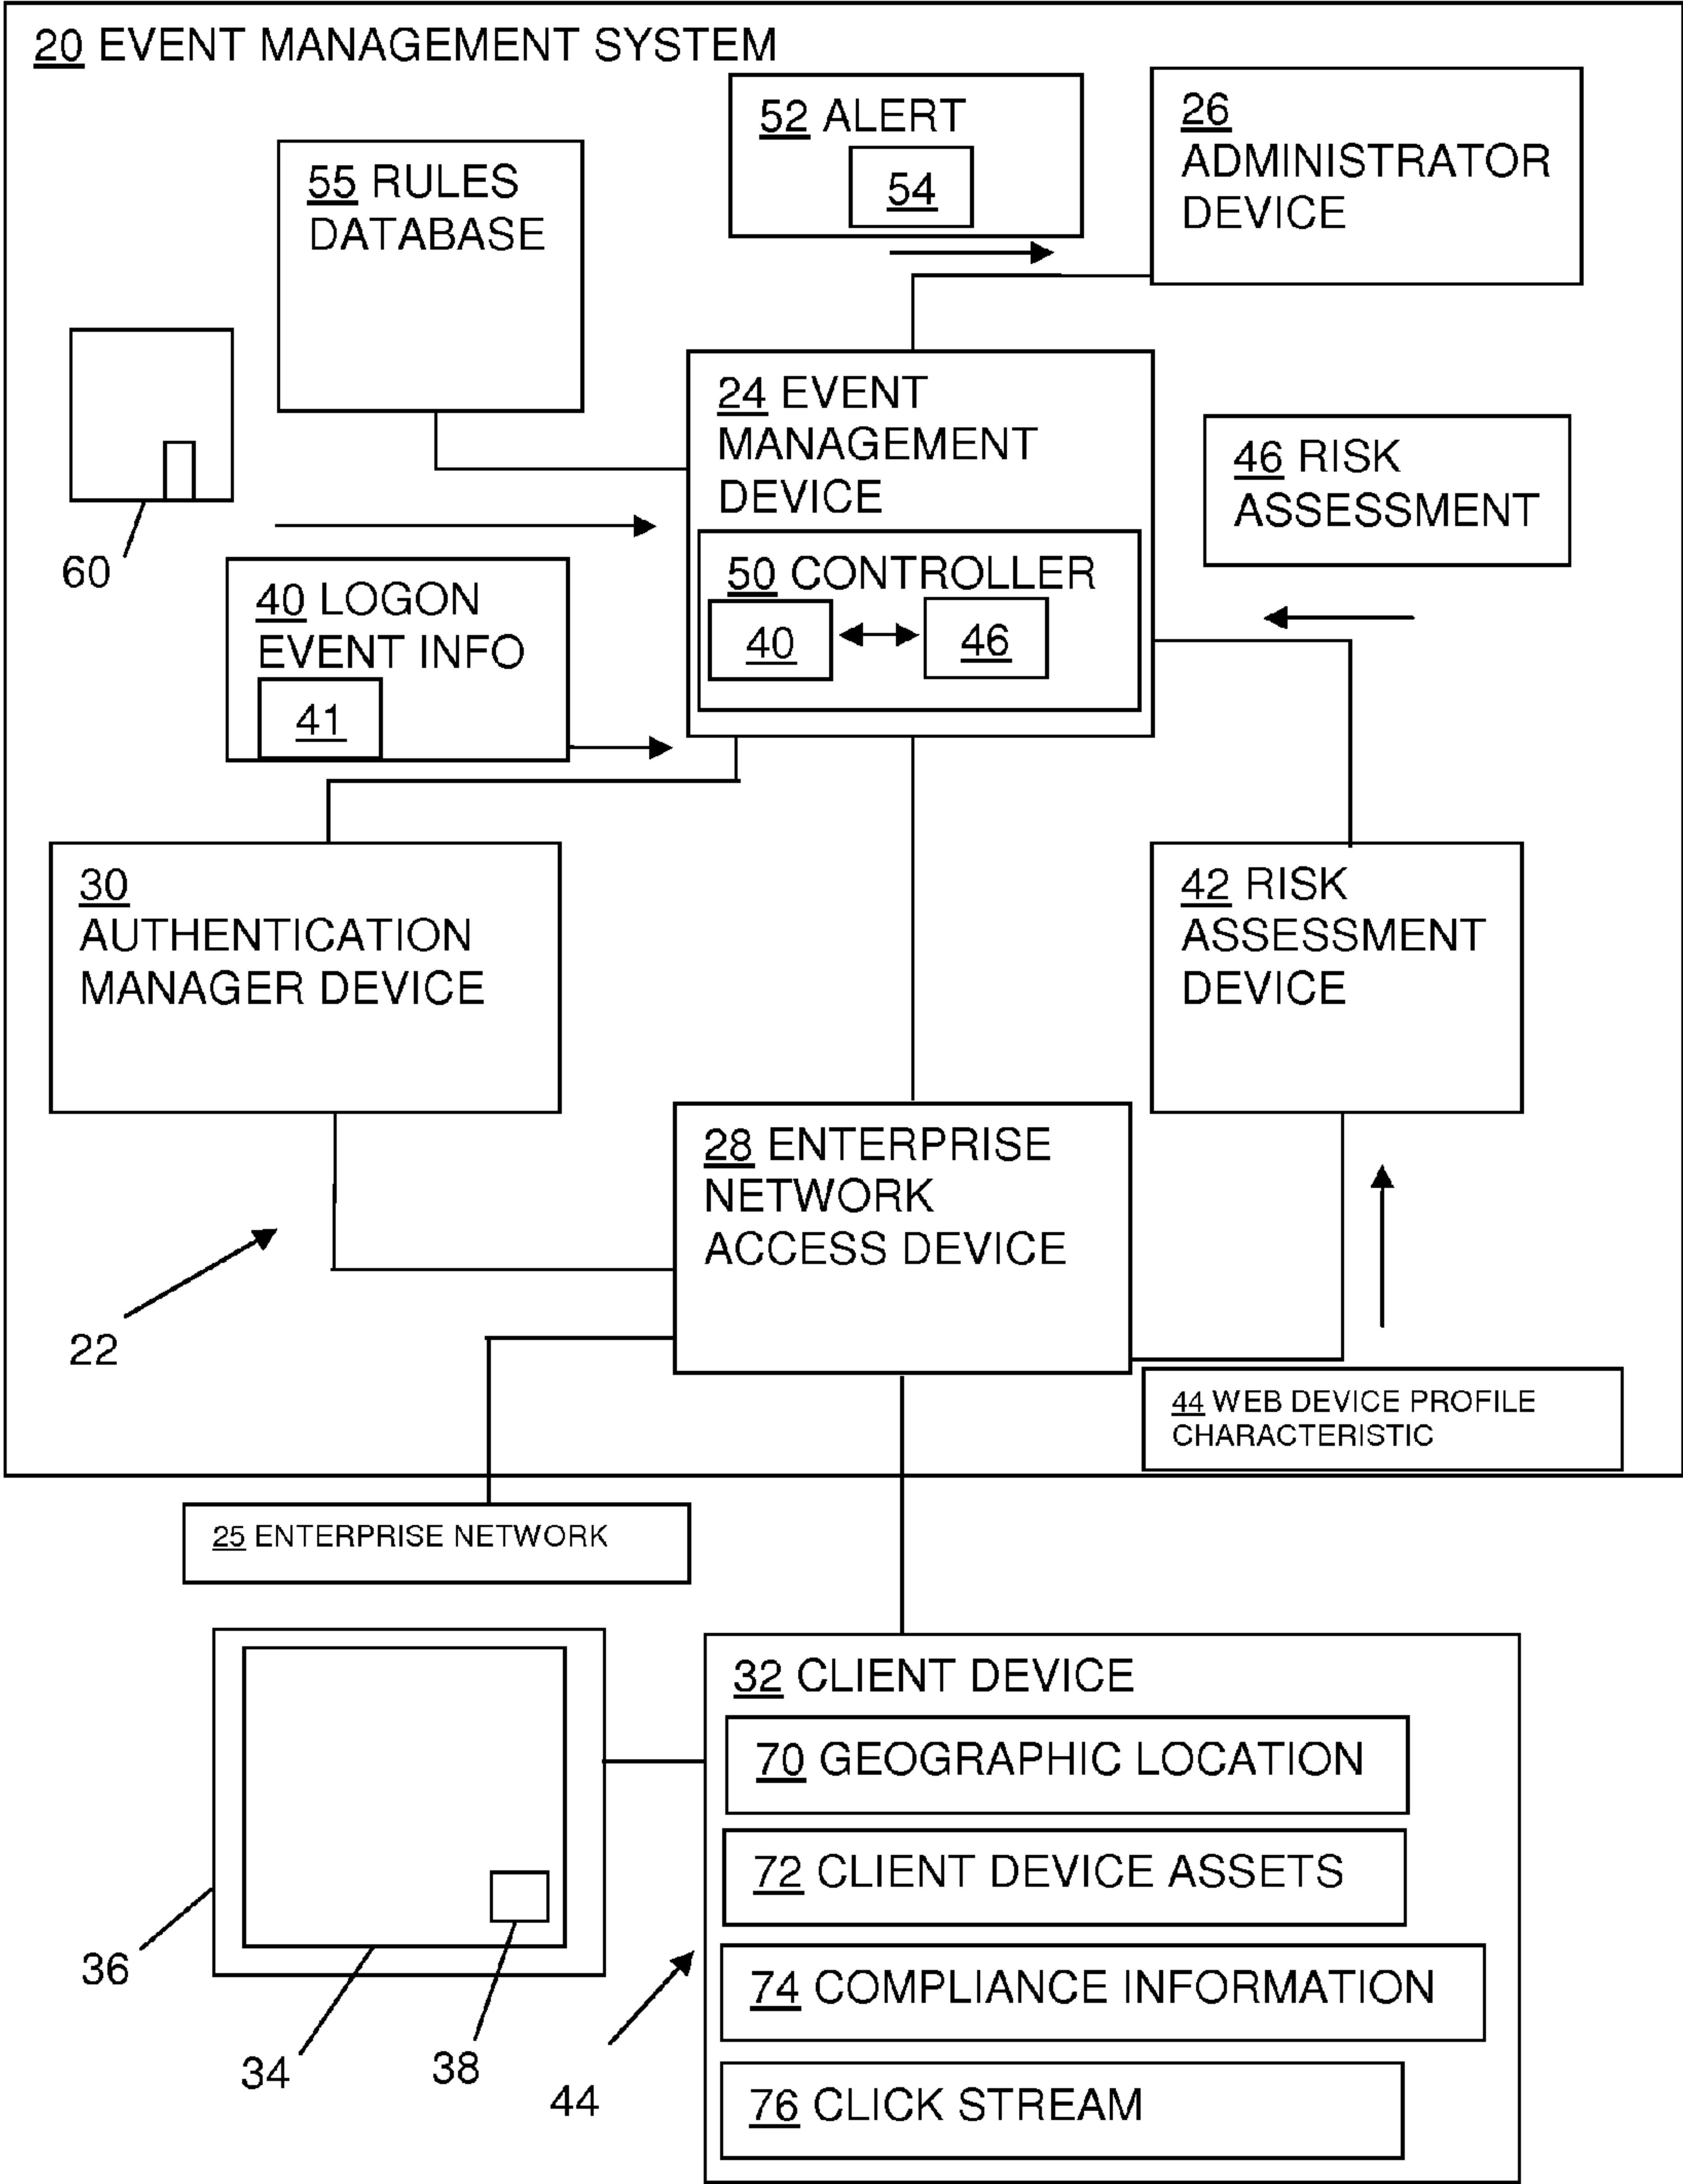 20 EVENT MANAGEMENT SYSTEM
52 ALERT
54
26
ADMINISTRATOR
DEVICE
55 RULES
DATABASE
24 EVENT
MANAGEMENT
DEVICE
46 RISK
ASSESSMENT
60
50 CONTROLLER
40
46
40 LOGON
EVENT INFO
41
30
AUTHENTICATION
MANAGER DEVICE
42 RISK
ASSESSMENT
DEVICE
28 ENTERPRISE
NETWORK
ACCESS DEVICE
22
44 WEB DEVICE PROFILE
CHARACTERISTIC
25 ENTERPRISE NETWORK
32 CLIENT DEVICE
70 GEOGRAPHIC LOCATION
72 CLIENT DEVICE ASSETS
74 COMPLIANCE INFORMATION
76 CLICK STREAM
36
34
38
44